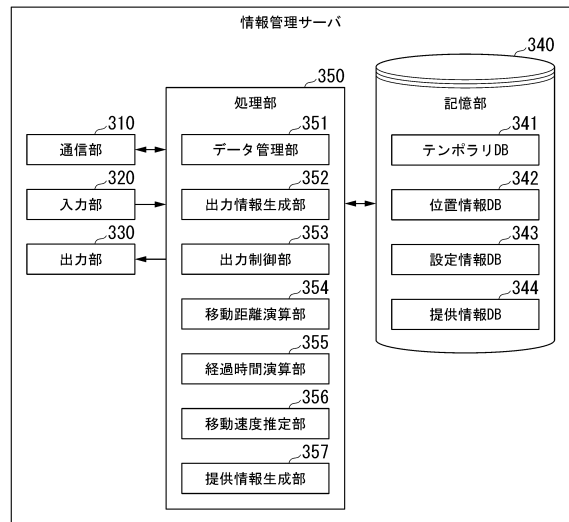 情報管理サーバ
340
350
処理部
記憶部
310
通信部
351
データ管理部
341
テンポラリDB
320
入力部
352
出力情報生成部
342
位置情報DB
330
出力部
353
出力制御部
343
設定情報DB
354
移動距離演算部
344
提供情報DB
355
経過時間演算部
356
移動速度推定部
357
提供情報生成部